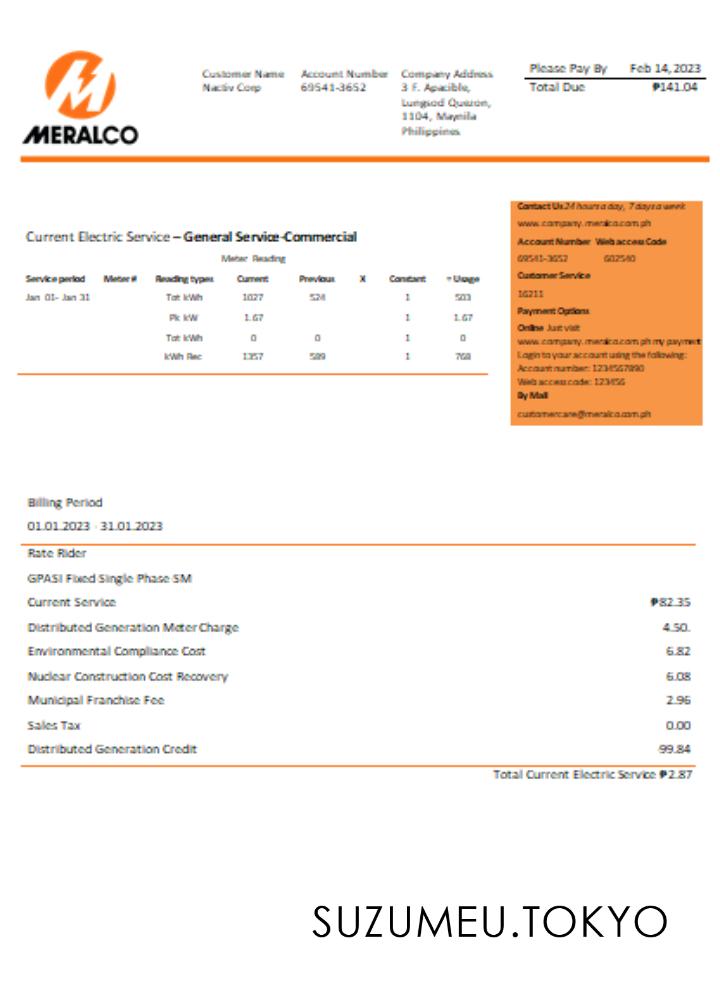 MERALCO
Customer Name Account Number Company Address
Nactiv Corp 69541-3652 3 F. Apacible,
Lungsod Quezon,
1104, Maynila
Philippines
Please Pay By Feb 14, 2023
Total Due ₱141.04
Contact Us 24 hours a day, 7 days a week
www.company.meralco.com.ph
Account Number Web access Code
69541-3652 602540
Customer Service
16211
Payment Options
Online Just visit
www.company.meralco.com.ph my payment
Login to your account using the following:
Account number: 1234567890
Web access code: 123456
By Mail
customercare@meralco.com.ph
Current Electric Service – General Service-Commercial
Meter Reading
Service period Meter # Reading types Current Previous X Constant = Usage
Jan 01- Jan 31 Tot kWh 1027 524 1 503
Pk kW 1.67 1 1.67
Tot kWh 0 0 1 0
kWh Rec 1357 589 1 768
Billing Period
01.01.2023 - 31.01.2023
Rate Rider
GPASI Fixed Single Phase SM
Current Service ₱82.35
Distributed Generation Meter Charge 4.50.
Environmental Compliance Cost 6.82
Nuclear Construction Cost Recovery 6.08
Municipal Franchise Fee 2.96
Sales Tax 0.00
Distributed Generation Credit 99.84
Total Current Electric Service ₱2.87
SUZUMEU.TOKYO